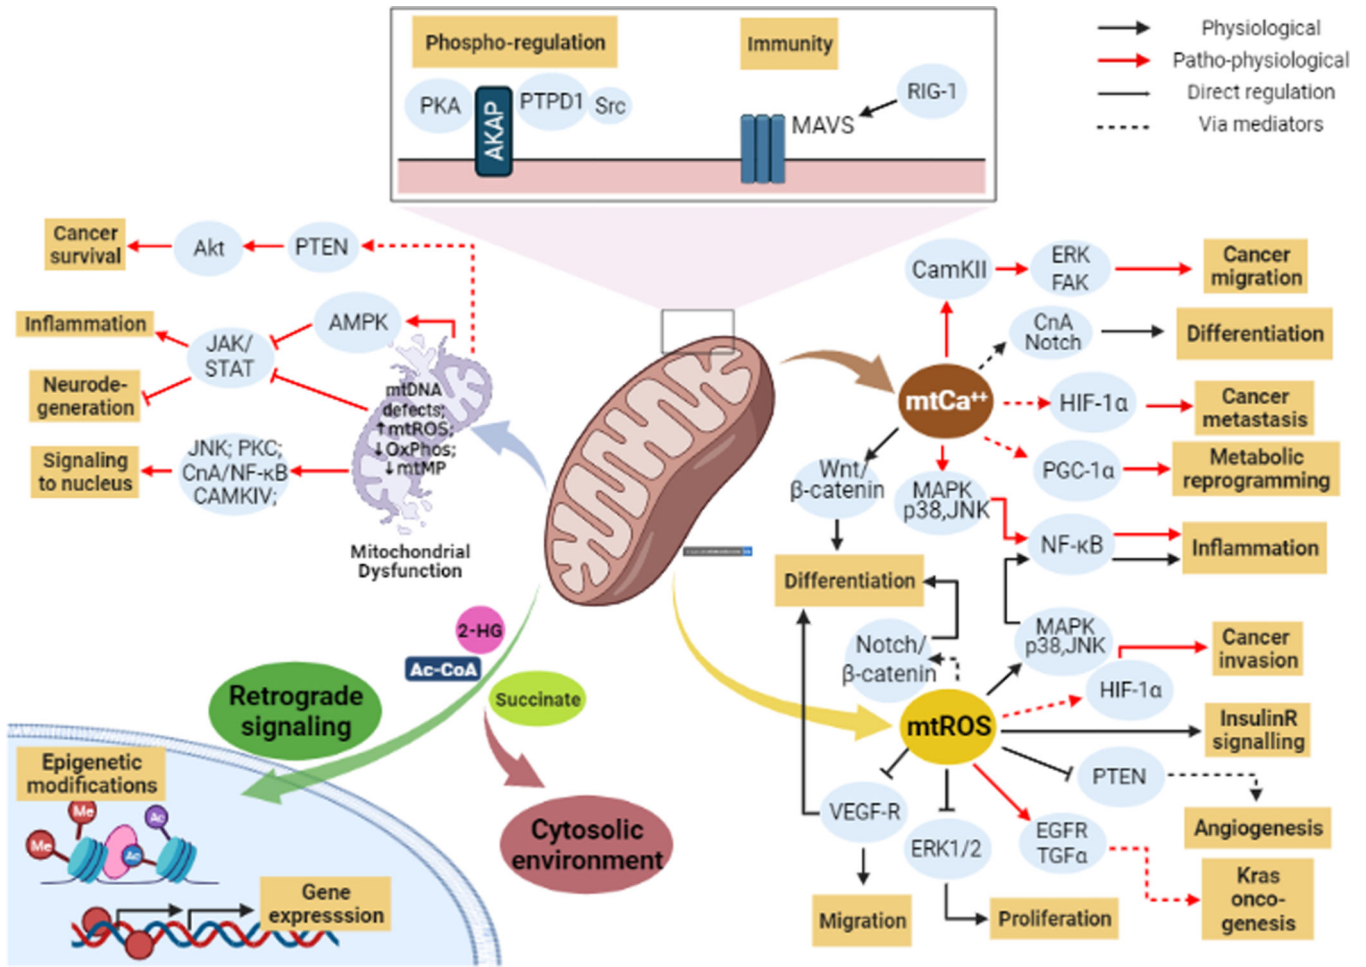 Phospho-regulation
Immunity
PKA
AKAP
PTPD1
Src
MAVS
RIG-1
Physiological
Patho-physiological
Direct regulation
Via mediators
Cancer
survival
Akt
PTEN
Inflammation
AMPK
JAK/
STAT
Neurode-
generation
mtDNA
defects;
↑mtROS;
↓OxPhos;
↓mtMP
Signaling
to nucleus
JNK; PKC;
CnA/NF-κB
CAMKIV;
Mitochondrial
Dysfunction
CamKII
ERK
FAK
Cancer
migration
CnA
Notch
Differentiation
mtCa++
HIF-1α
Cancer
metastasis
PGC-1α
Metabolic
reprogramming
Wnt/
β-catenin
MAPK
p38,JNK
NF-κB
Inflammation
Differentiation
Notch/
β-catenin
MAPK
p38,JNK
HIF-1α
Cancer
invasion
mtROS
InsulinR
signalling
PTEN
Angiogenesis
VEGF-R
ERK1/2
EGFR
TGFα
Kras
onco-
genesis
Migration
Proliferation
2-HG
Ac-CoA
Succinate
Retrograde
signaling
Cytosolic
environment
Epigenetic
modifications
Me
Me
Ac
Ac
Gene
expresssion